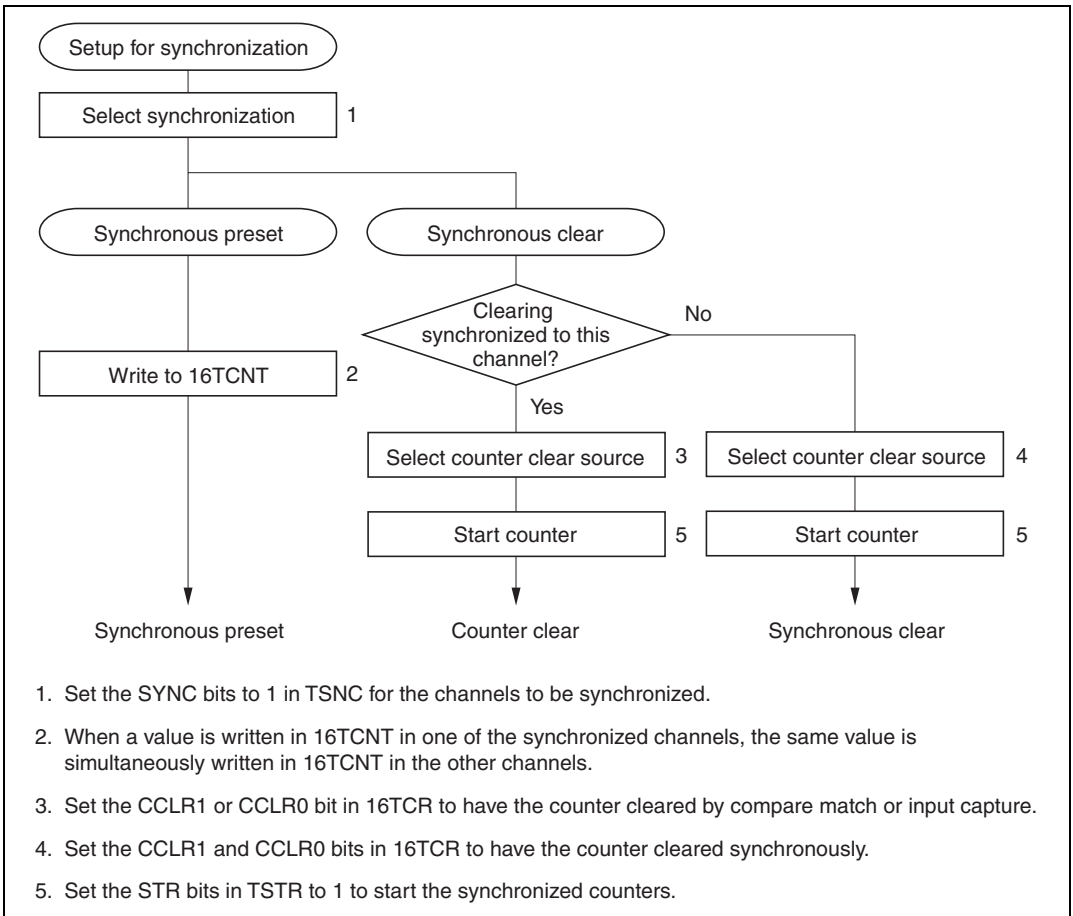 Setup for synchronization
Select synchronization 1
Synchronous preset
Synchronous clear
Clearing
synchronized to this
channel?
No
Write to 16TCNT 2
Yes
Select counter clear source 3
Select counter clear source 4
Start counter 5
Start counter 5
Synchronous preset
Counter clear
Synchronous clear
1. Set the SYNC bits to 1 in TSNC for the channels to be synchronized.
2. When a value is written in 16TCNT in one of the synchronized channels, the same value is
simultaneously written in 16TCNT in the other channels.
3. Set the CCLR1 or CCLR0 bit in 16TCR to have the counter cleared by compare match or input capture.
4. Set the CCLR1 and CCLR0 bits in 16TCR to have the counter cleared synchronously.
5. Set the STR bits in TSTR to 1 to start the synchronized counters.